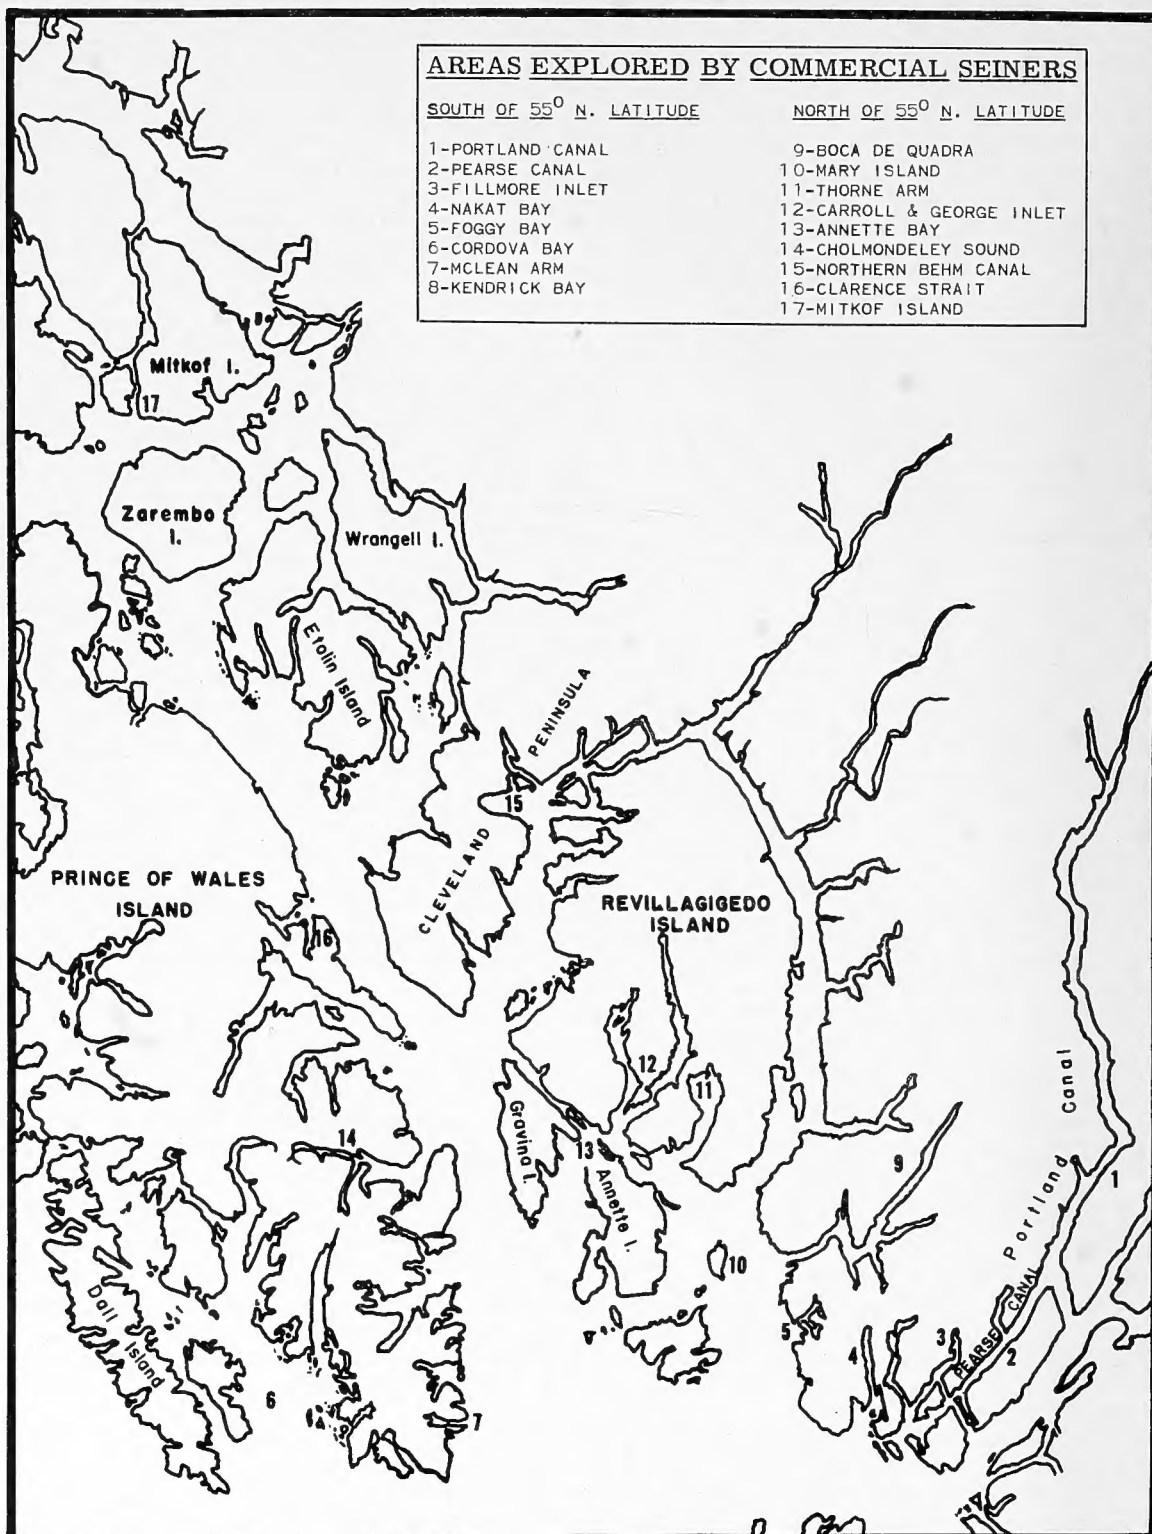 AREAS EXPLORED BY COMMERCIAL SEINERS
SOUTH OF 55° N. LATITUDE
1-PORTLAND CANAL
2-PEARSE CANAL
3-FILLMORE INLET
4-NAKAT BAY
5-FOGGY BAY
6-CORDOVA BAY
7-MCLEAN ARM
8-KENDRICK BAY
NORTH OF 55° N. LATITUDE
9-BOCA DE QUADRA
10-MARY ISLAND
11-THORNE ARM
12-CARROLL & GEORGE INLET
13-ANNETTE BAY
14-CHOLMONDELEY SOUND
15-NORTHERN BEHM CANAL
16-CLARENCE STRAIT
17-MITKOF ISLAND
Mitkof I.
17
Zarembo
I.
Wrangell I.
Etolin Island
PENINSULA
15
CLEVELAND
PRINCE OF WALES
ISLAND
16
REVILLAGIGEDO
ISLAND
12
11
Gravina I.
13
Annette I.
14
9
10
Canal
Portland
1
CANAL
PEARSE
2
3
4
5
Dall
Island
6
7